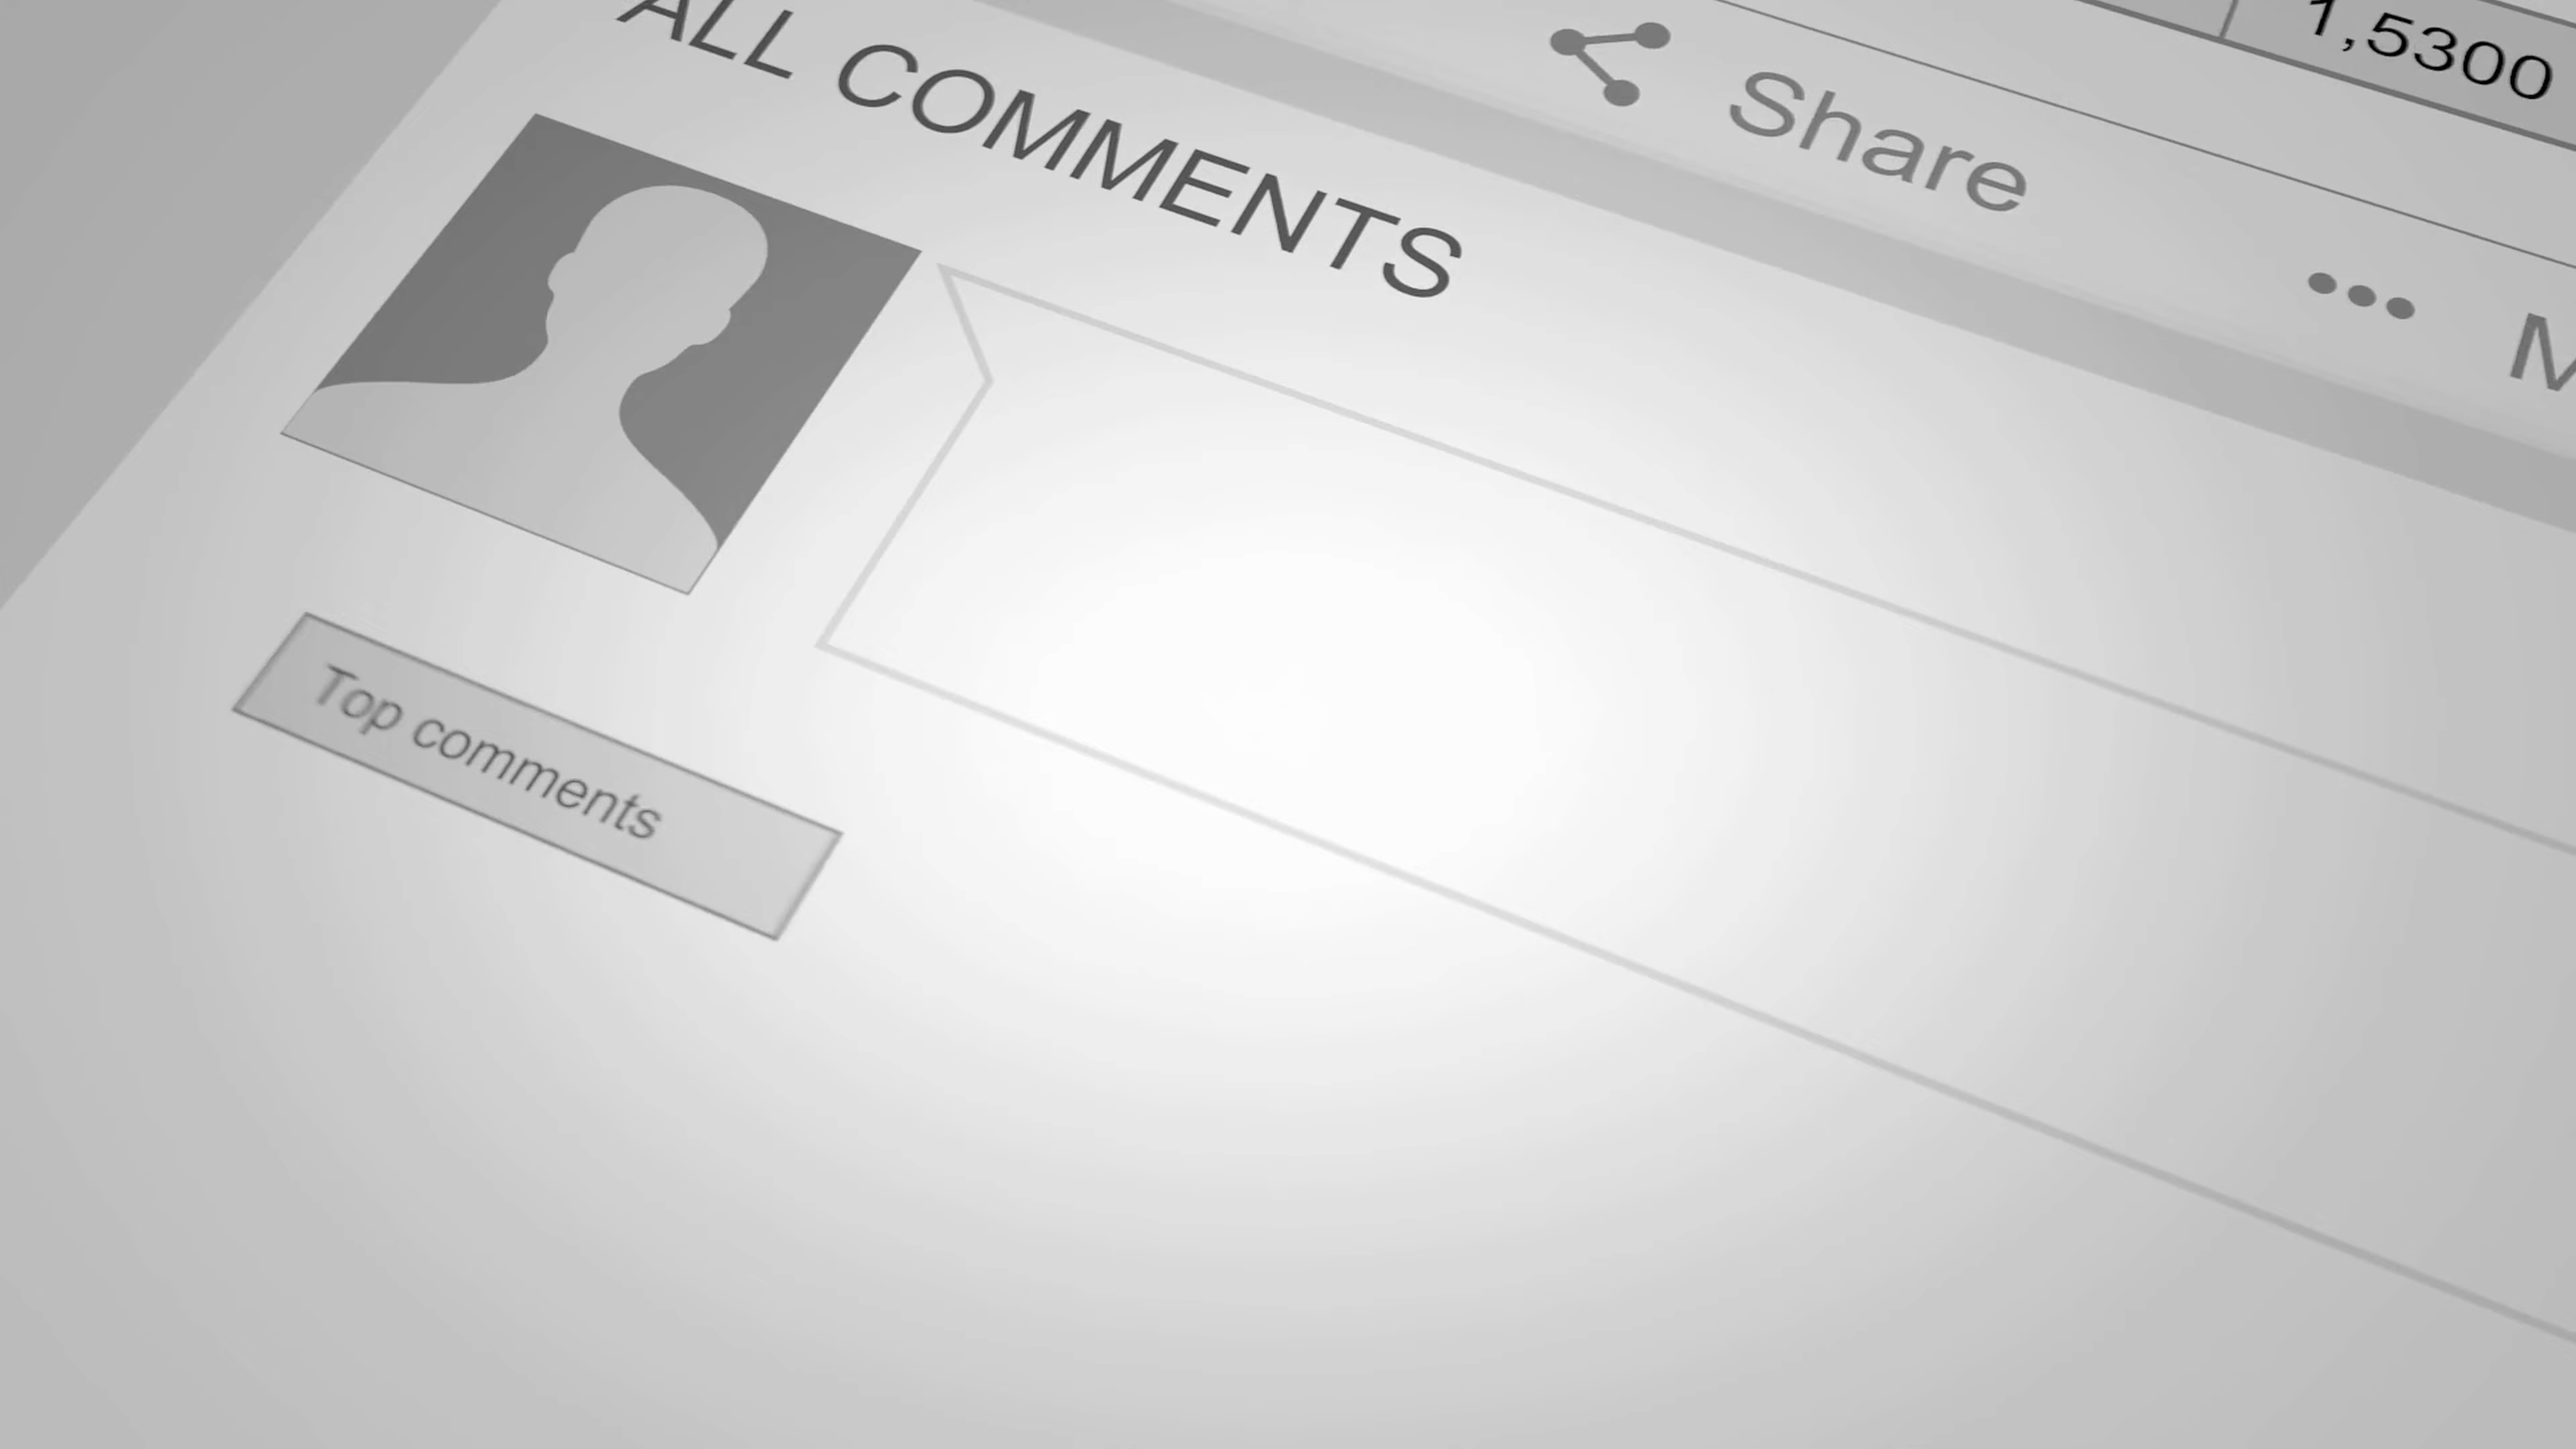 1,5300
Share
••• M
ALL COMMENTS
Top comments